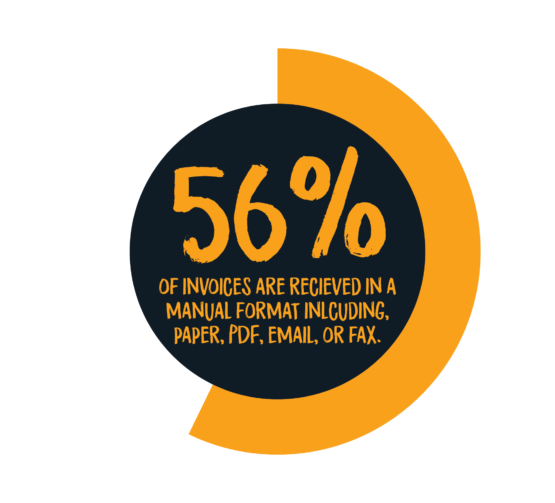 56%
OF INVOICES ARE RECIEVED IN A
MANUAL FORMAT INLCUDING,
PAPER, PDF, EMAIL, OR FAX.